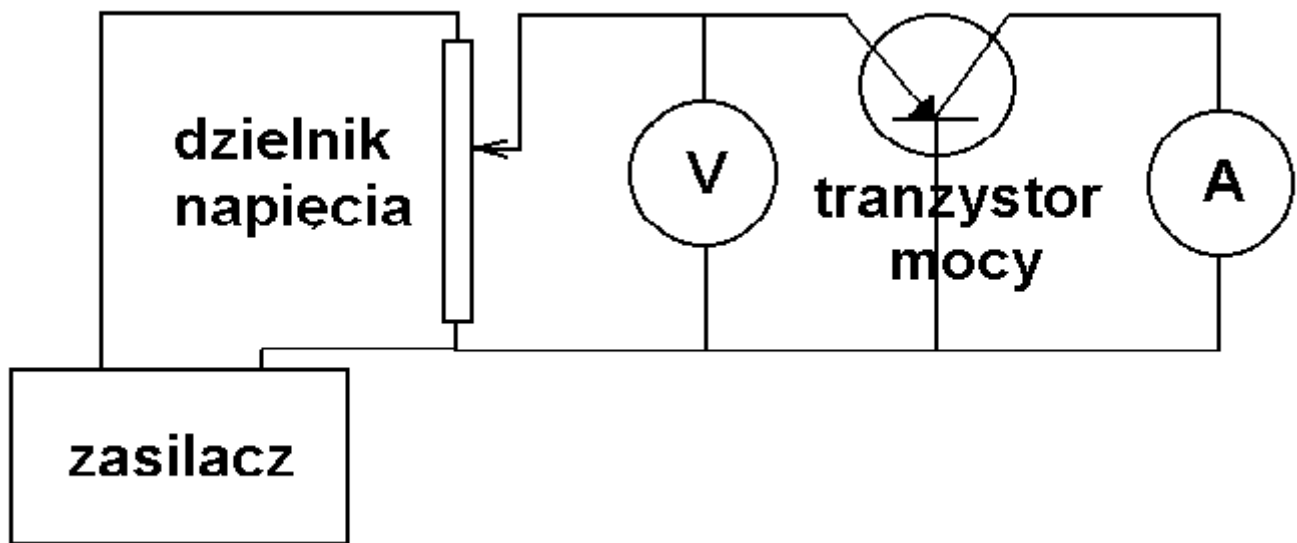 dzielnik
napięcia
V
tranzystor
mocy
A
zasilacz